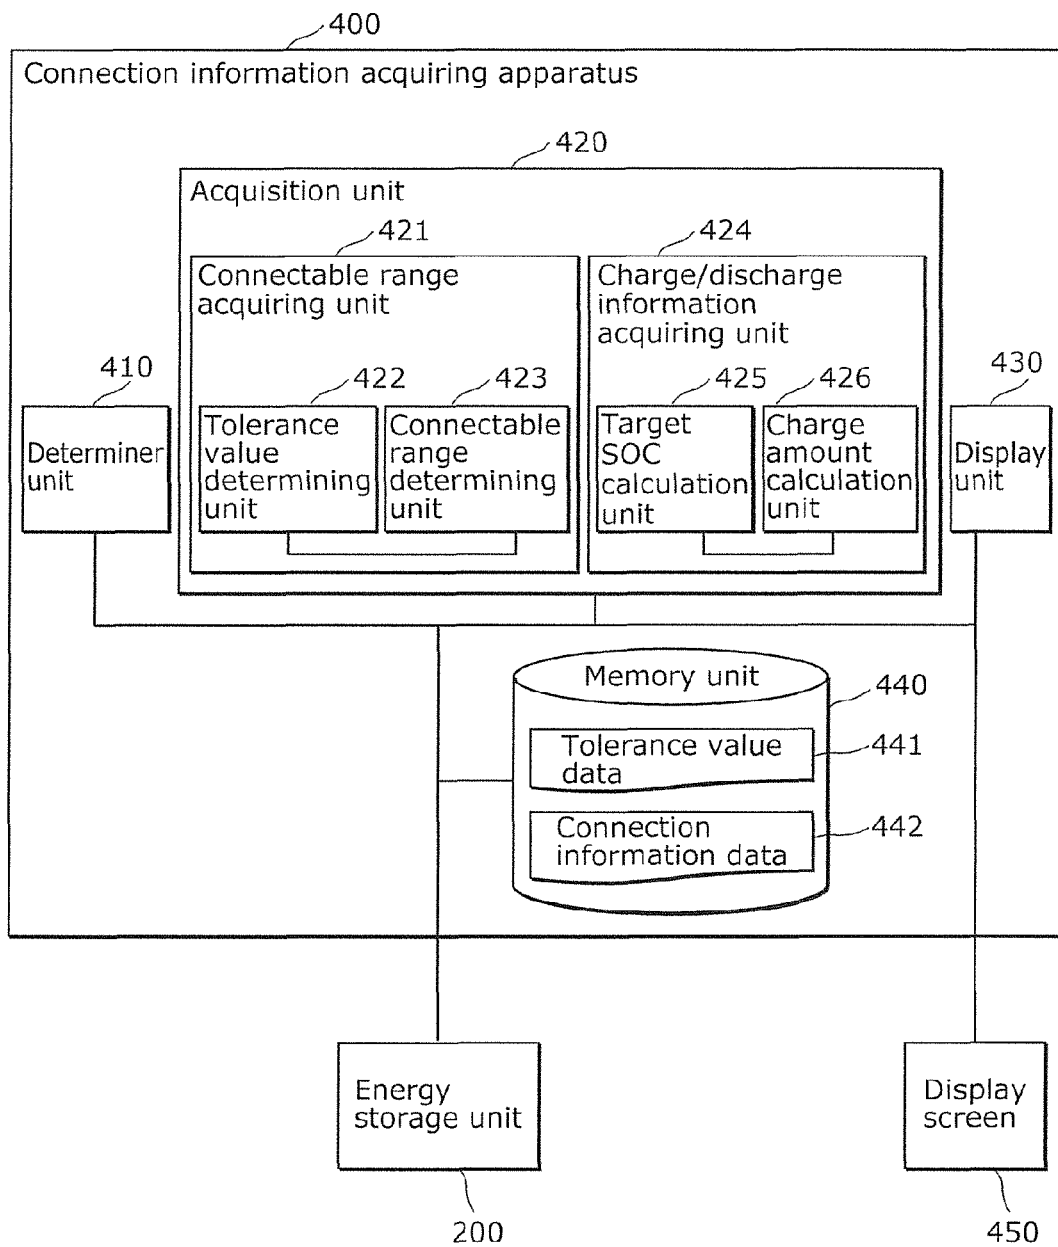 400
Connection information acquiring apparatus
420
Acquisition unit
421
Connectable range
acquiring unit
424
Charge/discharge
information
acquiring unit
410
Determiner
unit
422
Tolerance
value
determining
unit
423
Connectable
range
determining
unit
425
Target
SOC
calculation
unit
426
Charge
amount
calculation
unit
430
Display
unit
Memory unit
440
Tolerance value
data
441
Connection
information data
442
Energy
storage unit
200
Display
screen
450